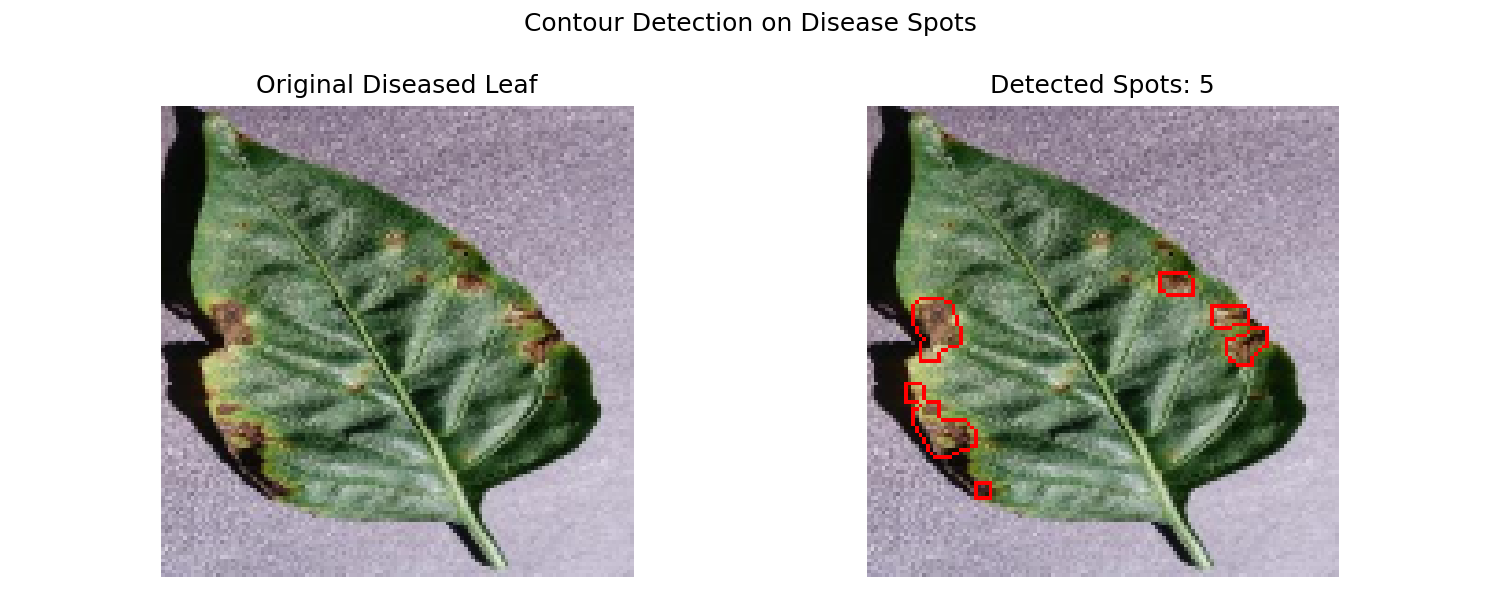 Contour Detection on Disease Spots
Original Diseased Leaf
Detected Spots: 5